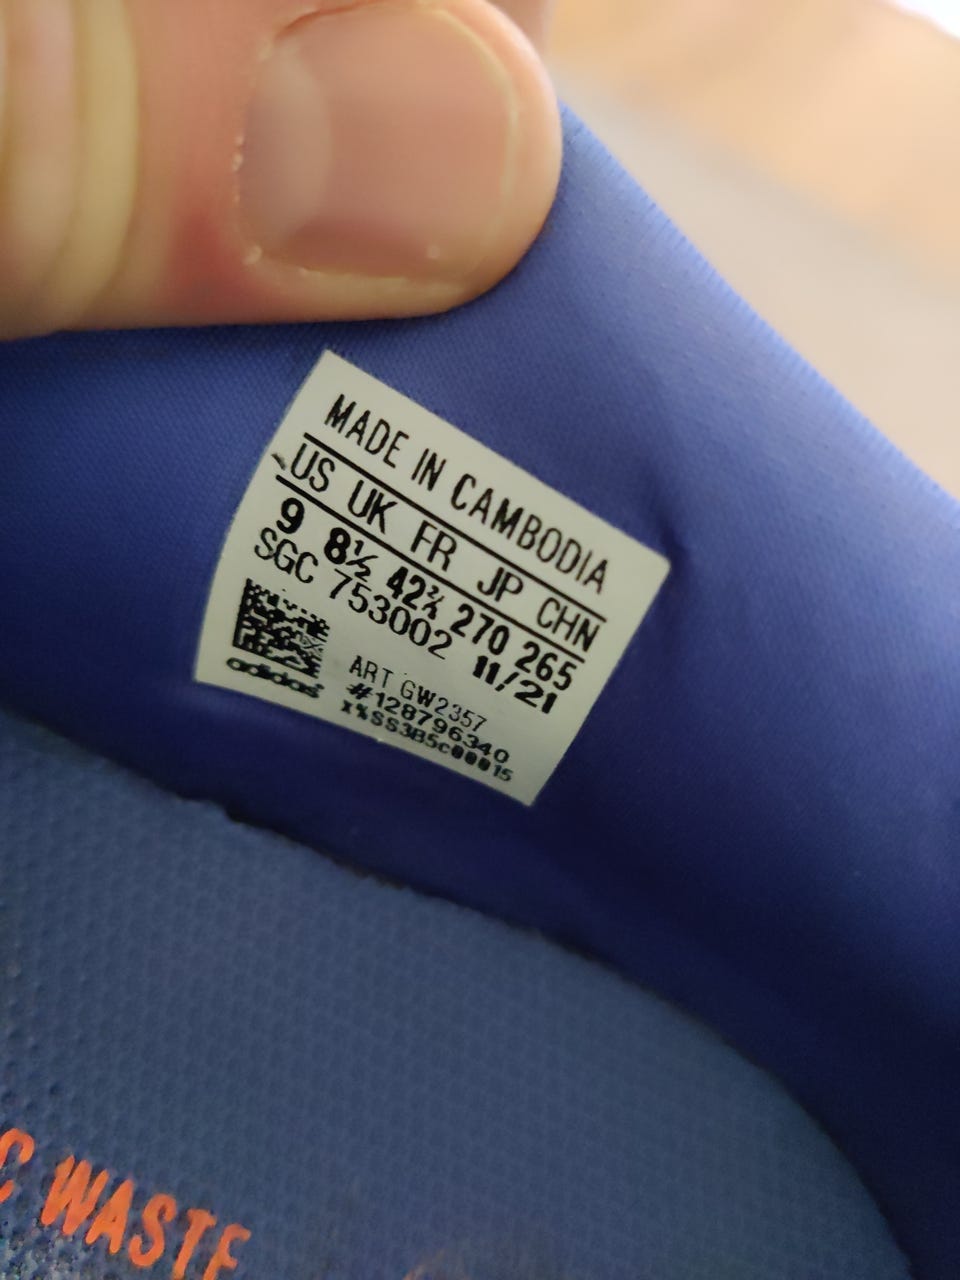 MADE IN CAMBODIA
US UK FR JP CHN
9 8½ 42⅔ 270 265
SGC 753002 11/21
adidas
ART GW2357
#128796340
WASTE